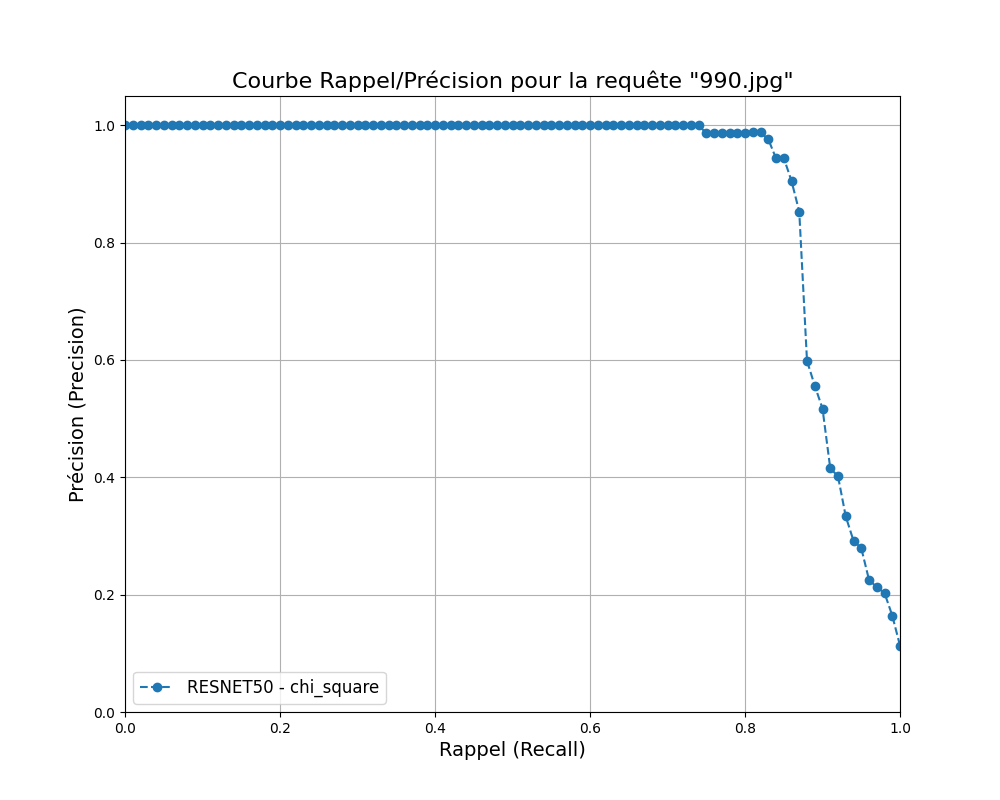 Courbe Rappel/Précision pour la requête "990.jpg"
Précision (Precision)
1.0
0.8
0.6
0.4
0.2
0.0
RESNET50 - chi_square
0.0 0.2 0.4 0.6 0.8 1.0
Rappel (Recall)